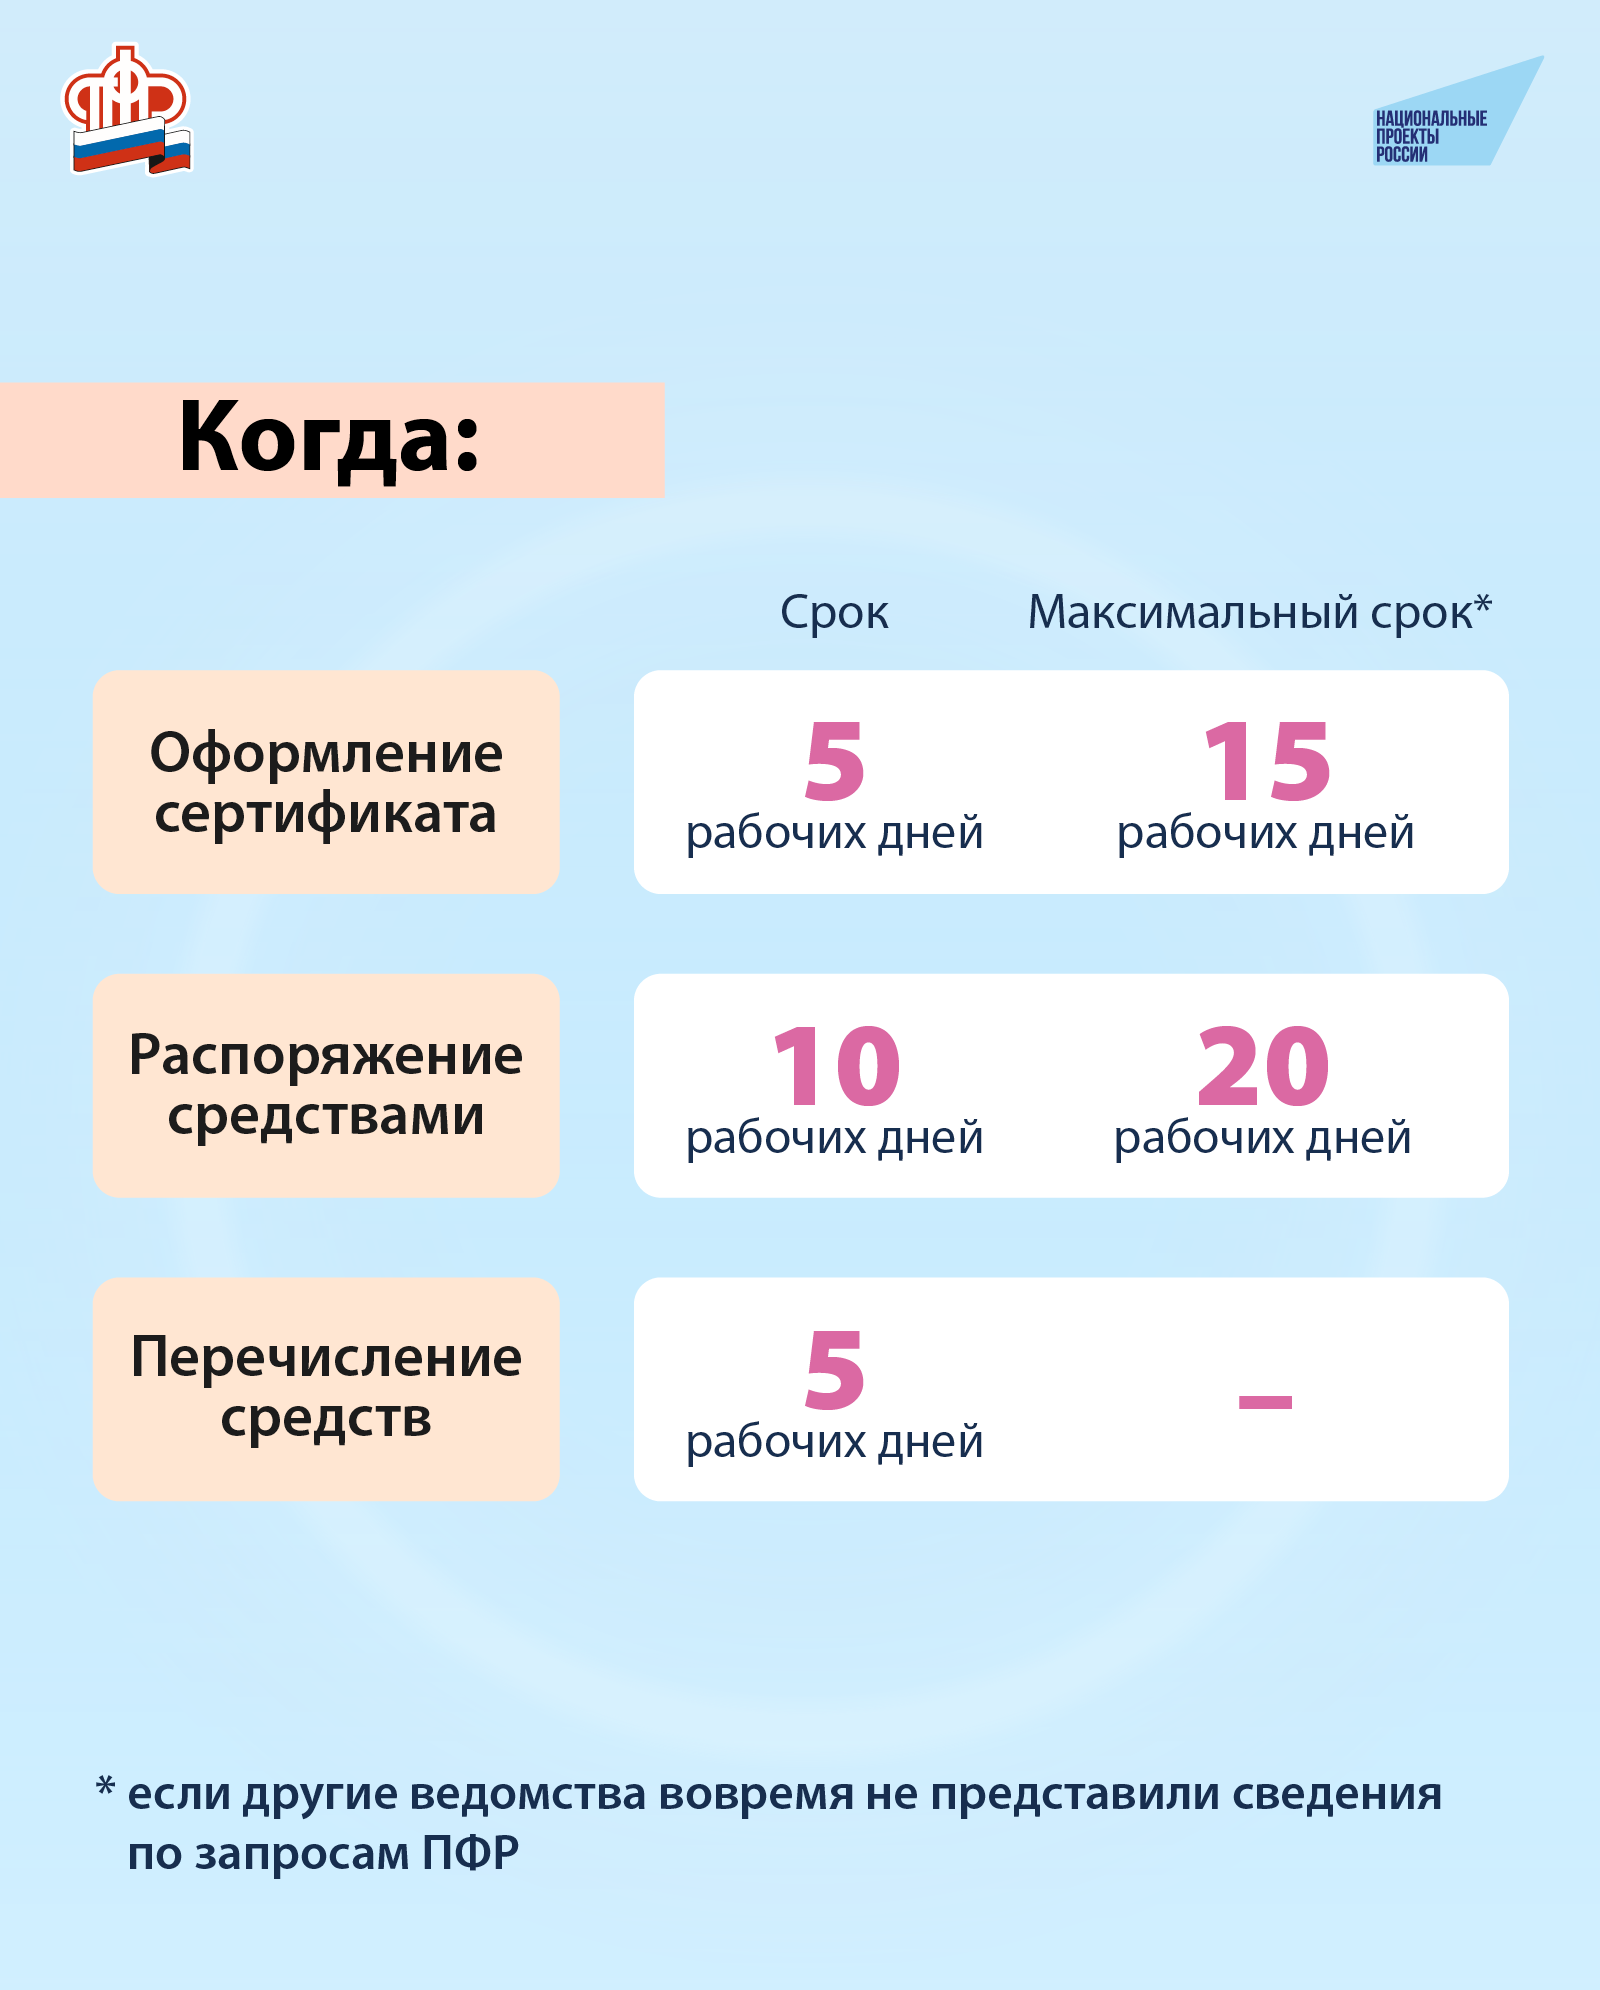 НАЦИОНАЛЬНЫЕ
ПРОЕКТЫ
РОССИИ
Когда:
Срок Максимальный срок*
Оформление
сертификата
5 15
рабочих дней рабочих дней
Распоряжение
средствами
10 20
рабочих дней рабочих дней
Перечисление
средств
5 –
рабочих дней
* если другие ведомства вовремя не представили сведения
по запросам ПФР